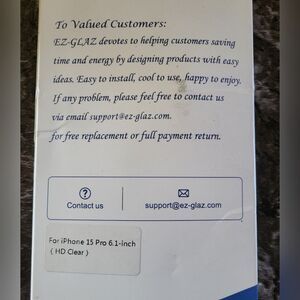 To Valued Customers:
EZ-GLAZ devotes to helping customers saving
time and energy by designing products with easy
ideas. Easy to install, cool to use, happy to enjoy.
If any problem, please feel free to contact us
via email support@ez-glaz.com.
for free replacement or full payment return.
Contact us
support@ez-glaz.com
For iPhone 15 Pro 6.1-inch
( HD Clear )